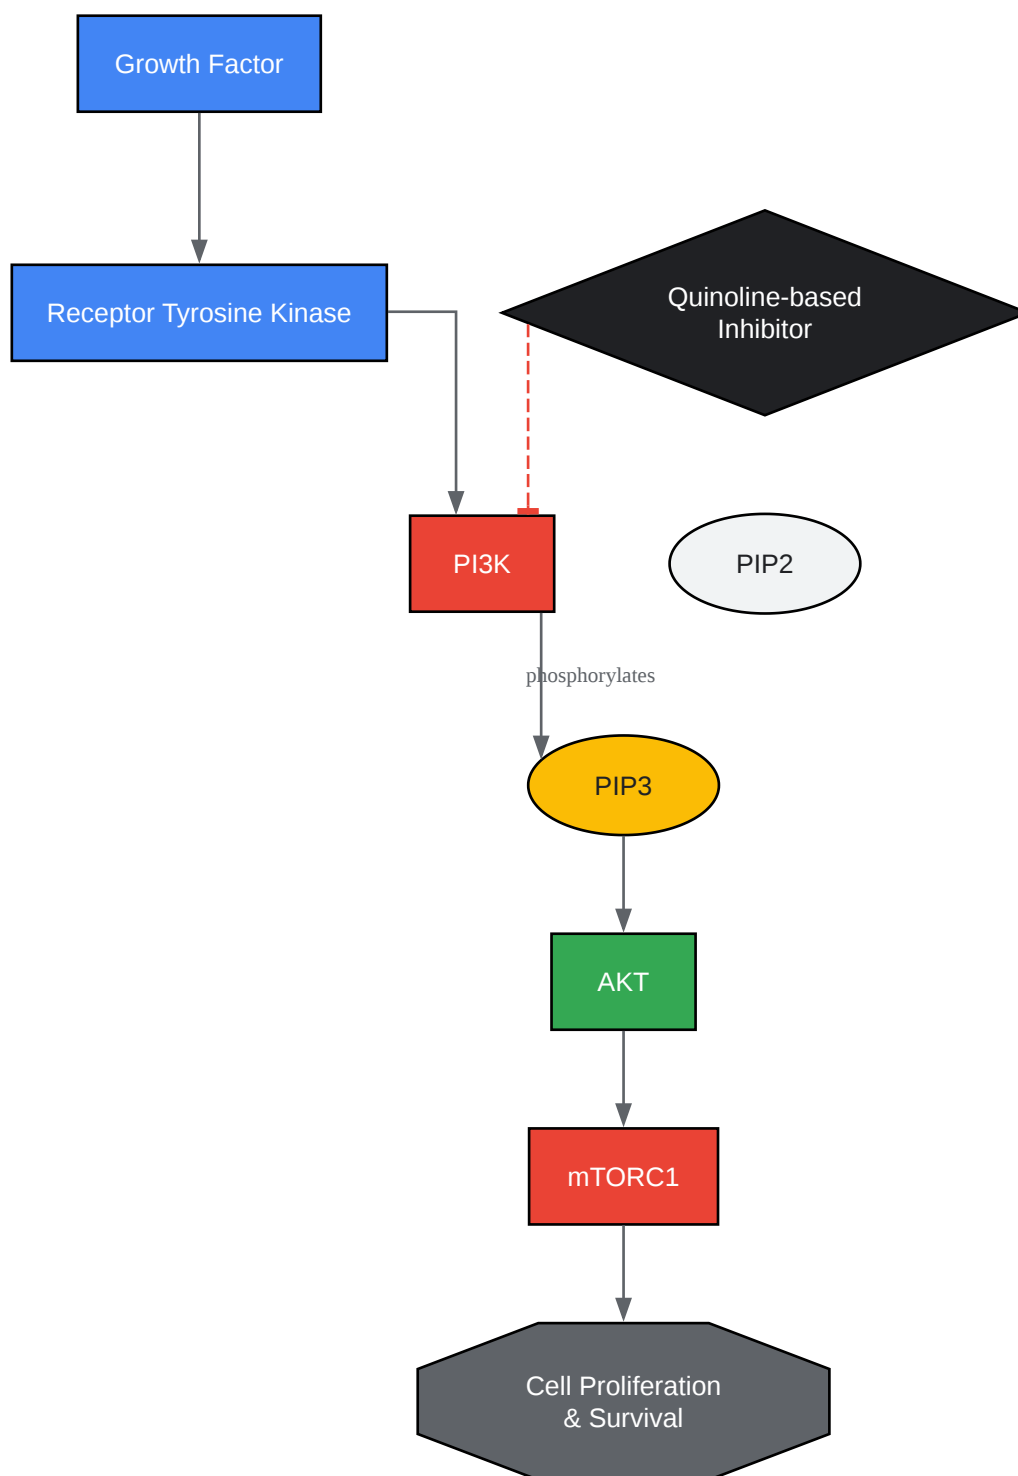 Growth Factor
Receptor Tyrosine Kinase
Quinoline-based
Inhibitor
PI3K
PIP2
phosphorylates
PIP3
AKT
mTORC1
Cell Proliferation
& Survival